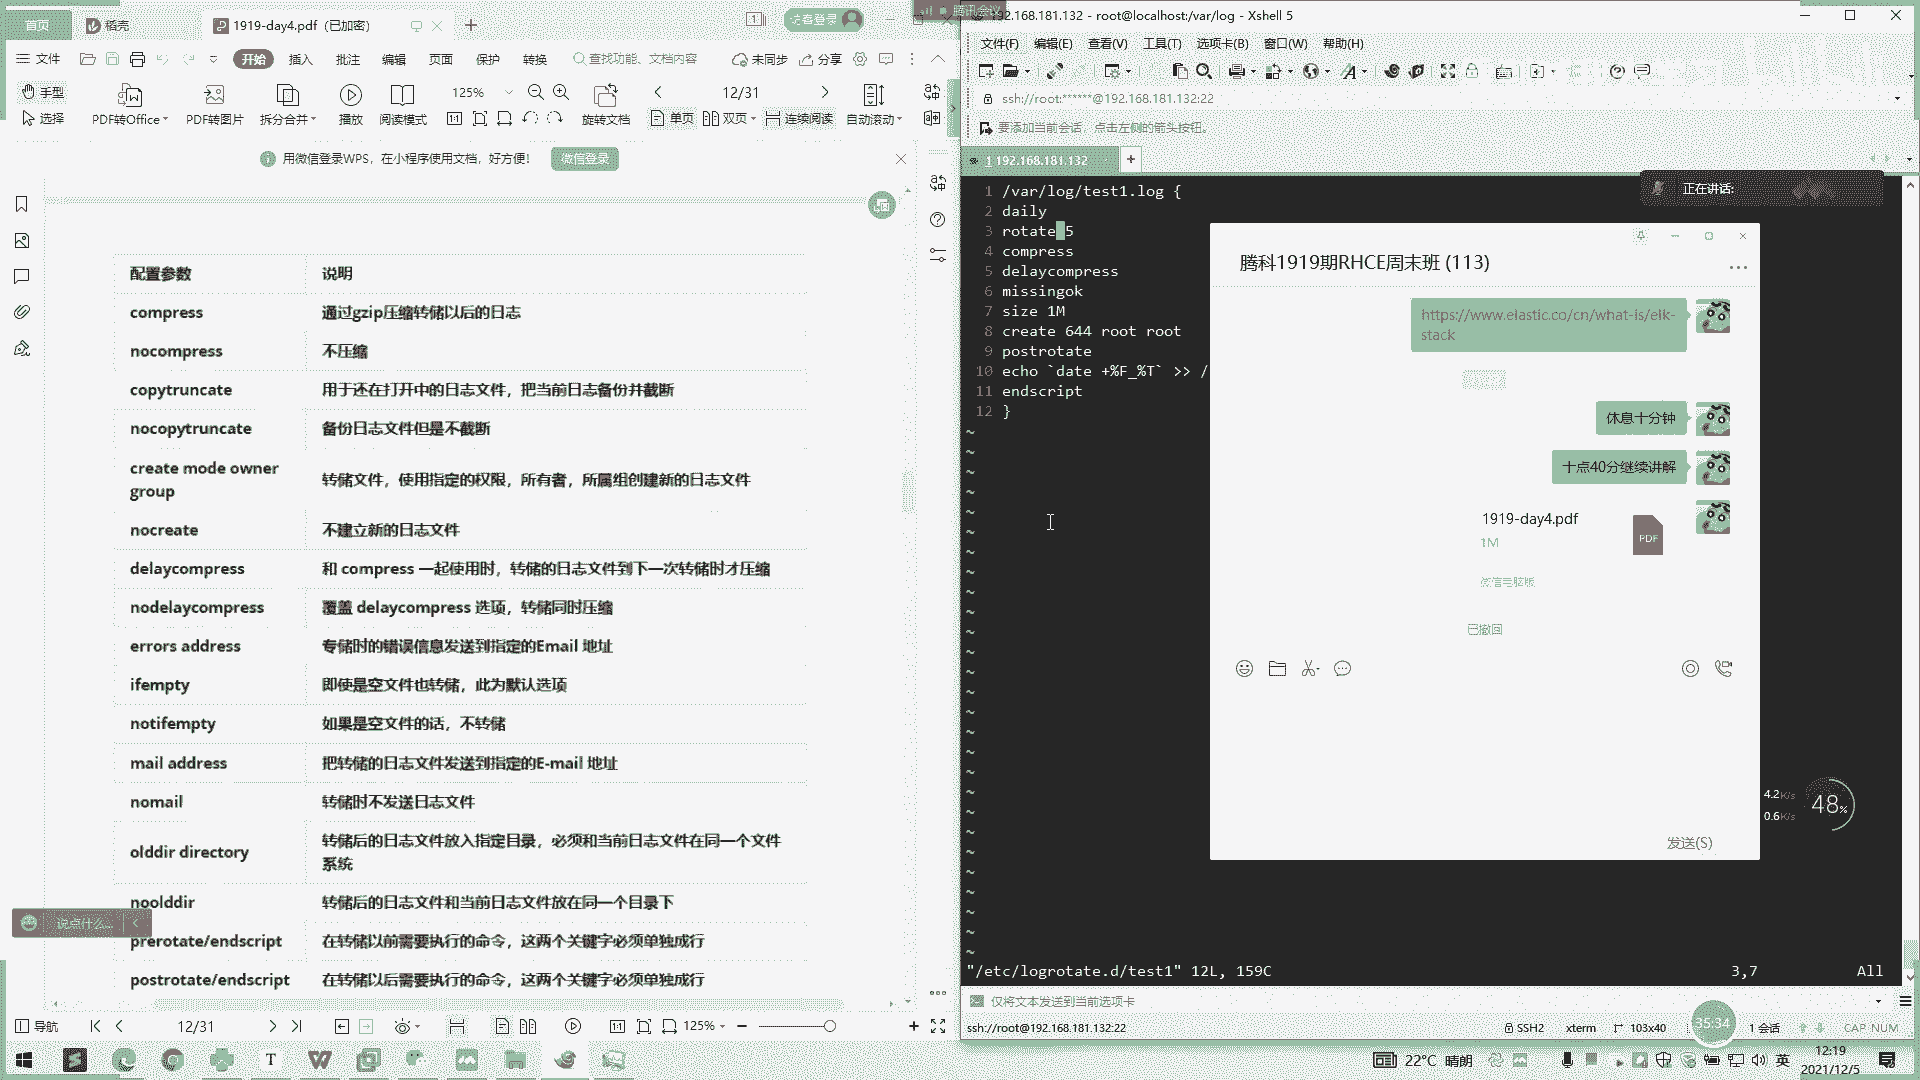 首页
稻壳
1919-day4.pdf (已加密)
访客登录
文件
开始
插入
批注
编辑
页面
保护
转换
查找功能、文档内容
未同步
分享
手型
选择
PDF转Office
PDF转图片
拆分合并
播放
阅读模式
125%
12/31
旋转文档
单页
双页
连续阅读
自动滚动
用微信登录WPS，在小程序使用文档，好方便！
微信登录
配置参数 说明
compress 通过gzip压缩转储以后的日志
nocompress 不压缩
copytruncate 用于还在打开中的日志文件，把当前日志备份并截断
nocopytruncate 备份日志文件但是不截断
create mode owner group 转储文件，使用指定的权限，所有者，所属组创建新的日志文件
nocreate 不建立新的日志文件
delaycompress 和 compress 一起使用时，转储的日志文件到下一次转储时才压缩
nodelaycompress 覆盖 delaycompress 选项，转储同时压缩
errors address 专储时的错误信息发送到指定的Email 地址
ifempty 即使是空文件也转储，此为默认选项
notifempty 如果是空文件的话，不转储
mail address 把转储的日志文件发送到指定的E-mail 地址
nomail 转储时不发送日志文件
olddir directory 转储后的日志文件放入指定目录，必须和当前日志文件在同一个文件系统
noolddir 转储后的日志文件和当前日志文件放在同一个目录下
prerotate/endscript 在转储以前需要执行的命令，这两个关键字必须单独成行
postrotate/endscript 在转储以后需要执行的命令，这两个关键字必须单独成行
说点什么...
导航
12/31
125%
腾讯会议
192.168.181.132 - root@localhost:/var/log - Xshell 5
文件(F) 编辑(E) 查看(V) 工具(T) 选项卡(B) 窗口(W) 帮助(H)
ssh://root:******@192.168.181.132:22
要添加当前会话，点击左侧的箭头按钮。
1 192.168.181.132
正在讲话:
1 /var/log/test1.log {
2 daily
3 rotate 5
4 compress
5 delaycompress
6 missingok
7 size 1M
8 create 644 root root
9 postrotate
10 echo `date +%F_%T` >> /
11 endscript
12 }
"/etc/logrotate.d/test1" 12L, 159C 3,7 All
腾科1919期RHCE周末班 (113)
https://www.elastic.co/cn/what-is/elk-
stack
休息十分钟
十点40分继续讲解
1919-day4.pdf
1M
PDF
微信电脑版
已撤回
发送(S)
4.2K/s
0.6K/s
48%
仅将文本发送到当前选项卡
ssh://root@192.168.181.132:22
SSH2
xterm
103x40
35:34
1 会话
CAP NUM
22°C 晴朗
英
12:19
2021/12/5